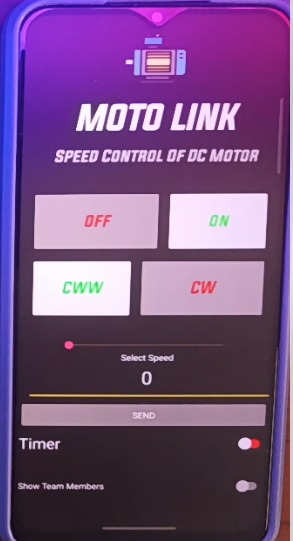 MOTO LINK
SPEED CONTROL OF DC MOTOR
OFF ON
CWW CW
Select Speed
0
SEND
Timer
Show Team Members